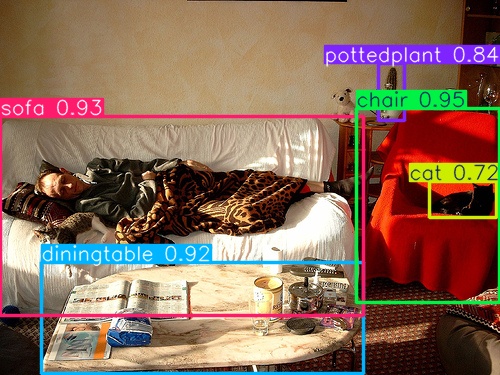 pottedplant 0.84
chair 0.95
sofa 0.93
cat 0.72
diningtable 0.92